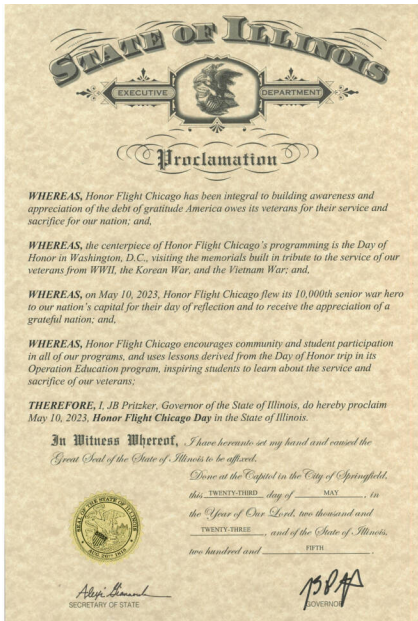 STATE OF ILLINOIS
EXECUTIVE DEPARTMENT
Proclamation
WHEREAS, Honor Flight Chicago has been integral to building awareness and
appreciation of the debt of gratitude America owes its veterans for their service and
sacrifice for our nation; and,
WHEREAS, the centerpiece of Honor Flight Chicago's programming is the Day of
Honor in Washington, D.C., visiting the memorials built in tribute to the service of our
veterans from WWII, the Korean War, and the Vietnam War; and,
WHEREAS, on May 10, 2023, Honor Flight Chicago flew its 10,000th senior war hero
to our nation's capital for their day of reflection and to receive the appreciation of a
grateful nation; and,
WHEREAS, Honor Flight Chicago encourages community and student participation
in all of our programs, and uses lessons derived from the Day of Honor trip in its
Operation Education program, inspiring students to learn about the service and
sacrifice of our veterans;
THEREFORE, I, JB Pritzker, Governor of the State of Illinois, do hereby proclaim
May 10, 2023, Honor Flight Chicago Day in the State of Illinois.
In Witness Whereof, I have hereunto set my hand and caused the
Great Seal of the State of Illinois to be affixed.
Done at the Capitol in the City of Springfield,
this TWENTY-THIRD day of MAY, in
the Year of Our Lord, two thousand and
TWENTY-THREE, and of the State of Illinois,
two hundred and FIFTH.
SEAL OF THE STATE OF ILLINOIS
AUG. 26TH 1818
SECRETARY OF STATE
GOVERNOR